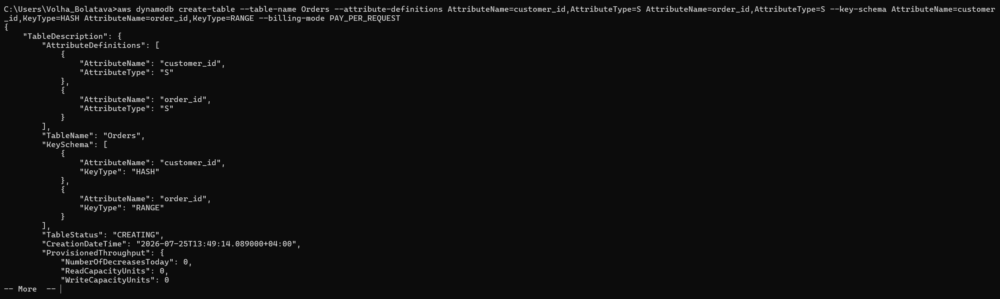 C:\Users\Volha_Bolatava>aws dynamodb create-table --table-name Orders --attribute-definitions AttributeName=customer_id,AttributeType=S AttributeName=order_id,AttributeType=S --key-schema AttributeName=customer
_id,KeyType=HASH AttributeName=order_id,KeyType=RANGE --billing-mode PAY_PER_REQUEST
{
    "TableDescription": {
        "AttributeDefinitions": [
            {
                "AttributeName": "customer_id",
                "AttributeType": "S"
            },
            {
                "AttributeName": "order_id",
                "AttributeType": "S"
            }
        ],
        "TableName": "Orders",
        "KeySchema": [
            {
                "AttributeName": "customer_id",
                "KeyType": "HASH"
            },
            {
                "AttributeName": "order_id",
                "KeyType": "RANGE"
            }
        ],
        "TableStatus": "CREATING",
        "CreationDateTime": "2026-07-25T13:49:14.089000+04:00",
        "ProvisionedThroughput": {
            "NumberOfDecreasesToday": 0,
            "ReadCapacityUnits": 0,
            "WriteCapacityUnits": 0
-- More  --